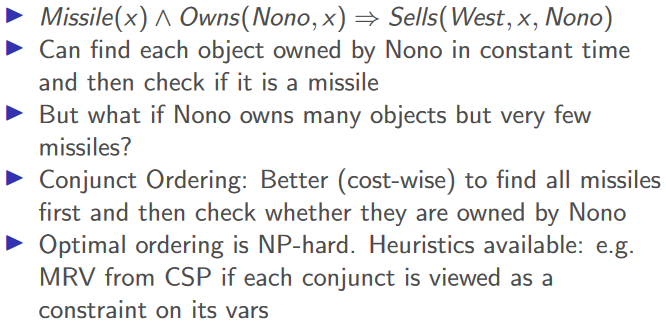 ▶ Missile(x) ∧ Owns(Nono, x) ⇒ Sells(West, x, Nono)
▶ Can find each object owned by Nono in constant time
and then check if it is a missile
▶ But what if Nono owns many objects but very few
missiles?
▶ Conjunct Ordering: Better (cost-wise) to find all missiles
first and then check whether they are owned by Nono
▶ Optimal ordering is NP-hard. Heuristics available: e.g.
MRV from CSP if each conjunct is viewed as a
constraint on its vars